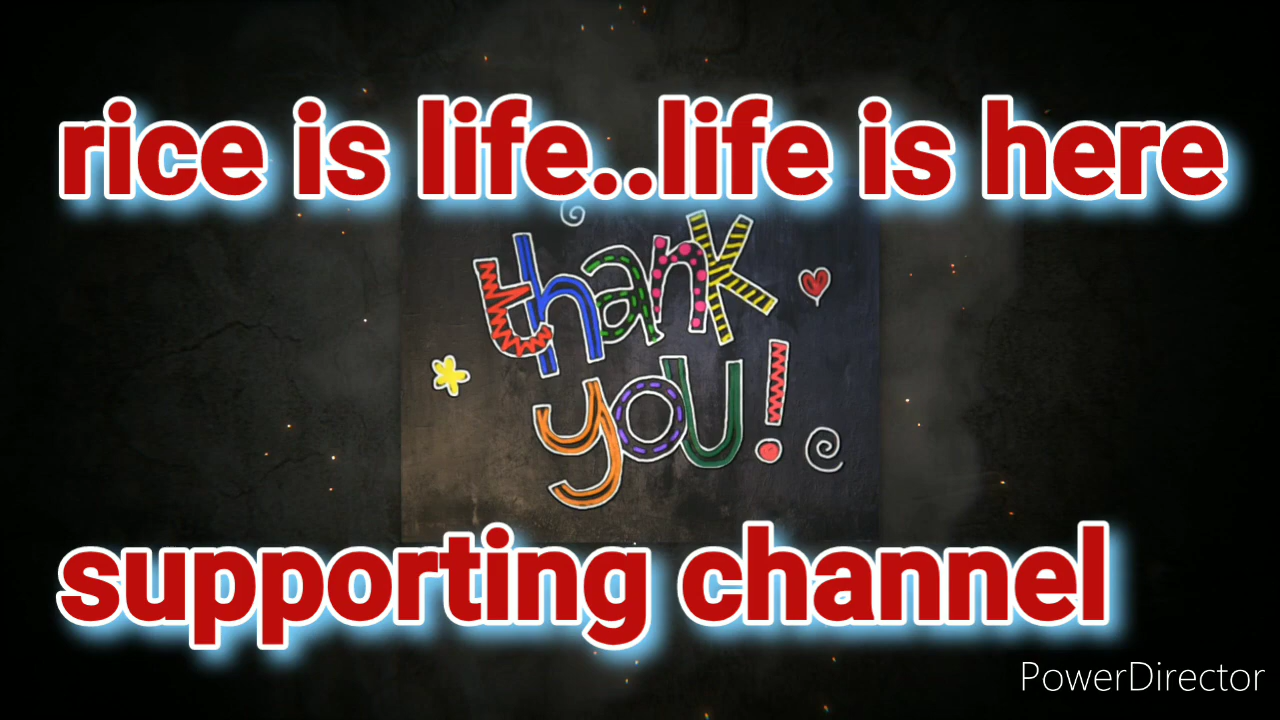 rice is life..life is here
thank
you!
supporting channel
PowerDirector